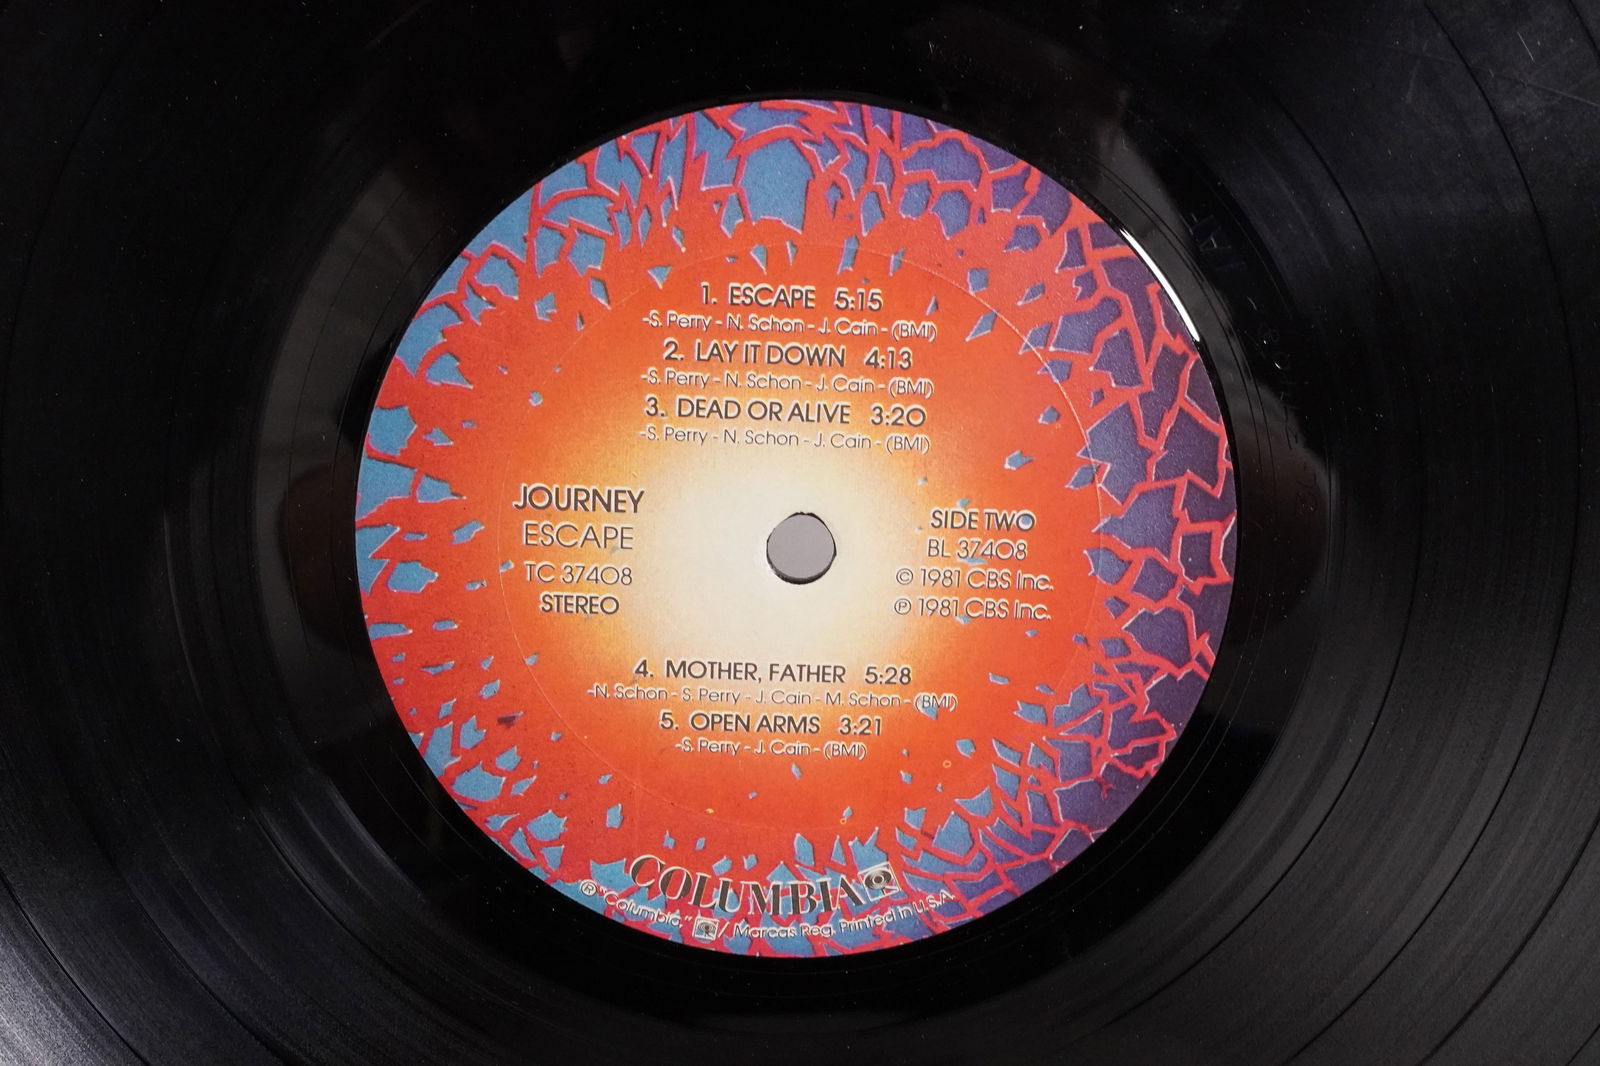 1. ESCAPE 5:15
-S. Perry - N. Schon - J. Cain - (BMI)
2. LAY IT DOWN 4:13
-S. Perry - N. Schon - J. Cain - (BMI)
3. DEAD OR ALIVE 3:20
-S. Perry - N. Schon - J. Cain - (BMI)
JOURNEY
ESCAPE
TC 37408
STEREO
SIDE TWO
BL 37408
© 1981 CBS Inc.
℗ 1981 CBS Inc.
4. MOTHER, FATHER 5:28
-N. Schon - S. Perry - J. Cain - M. Schon - (BMI)
5. OPEN ARMS 3:21
-S. Perry - J. Cain - (BMI)
COLUMBIA
® "Columbia," / Marcas Reg. Printed in U.S.A.